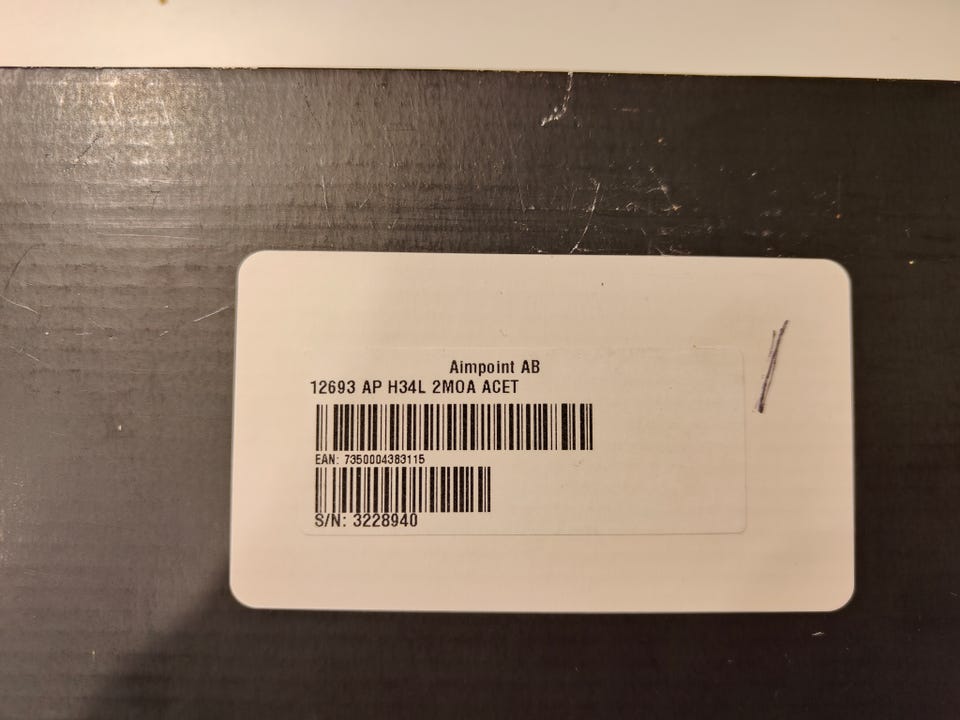 Aimpoint AB
12693 AP H34L 2MOA ACET
EAN: 7350004383115
S/N: 3228940